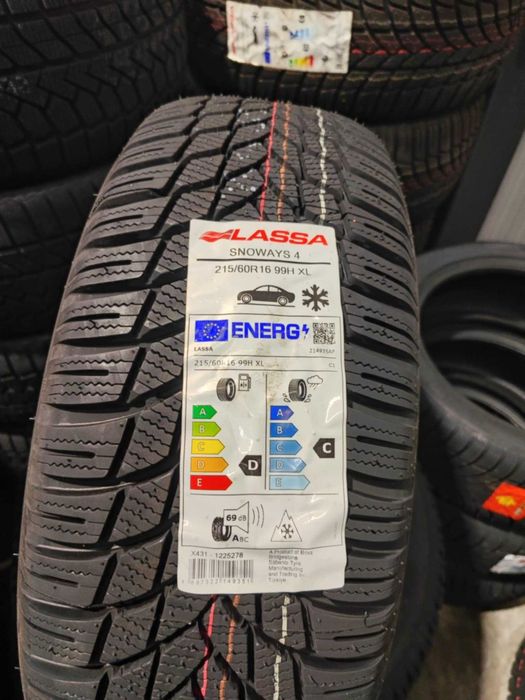 LASSA
SNOWAYS 4
215/60R16 99H XL
ENERG
LASSA
214935AF
215/60R16 99H XL
C1
A
B
C
D
E
D
A
B
C
D
E
C
69 dB
ABC
X431 - 1225278
A Product of Brisa
Bridgestone
Sabancı Tyre
Manufacturing
and Trading Inc.
Türkiye